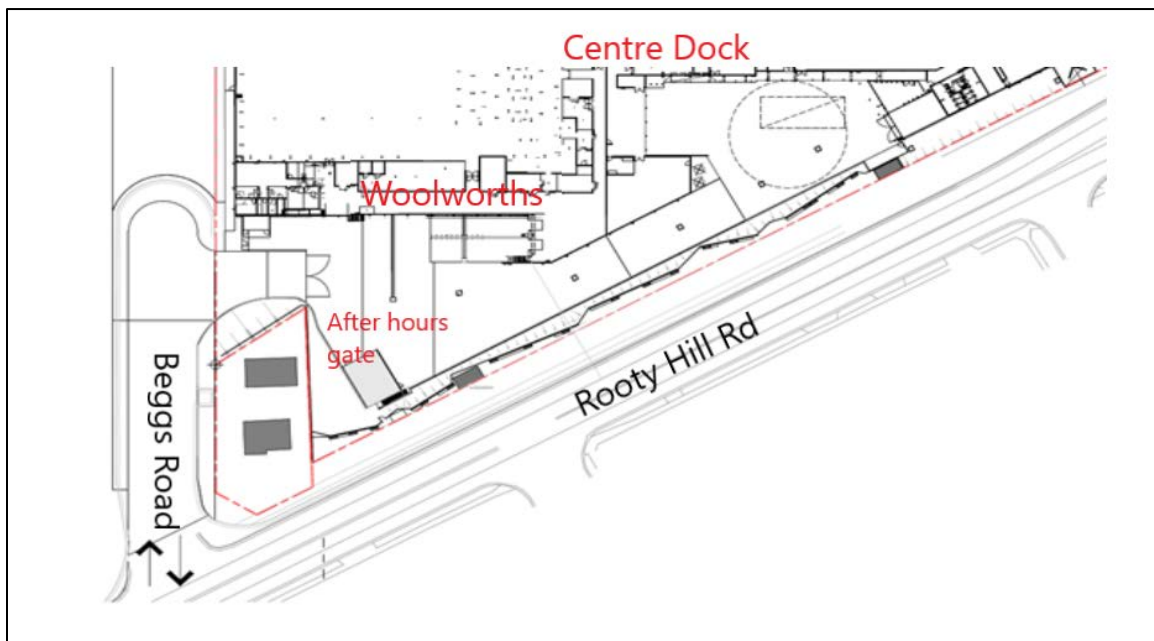 Centre Dock
Woolworths
After hours
gate
Beggs Road
Rooty Hill Rd